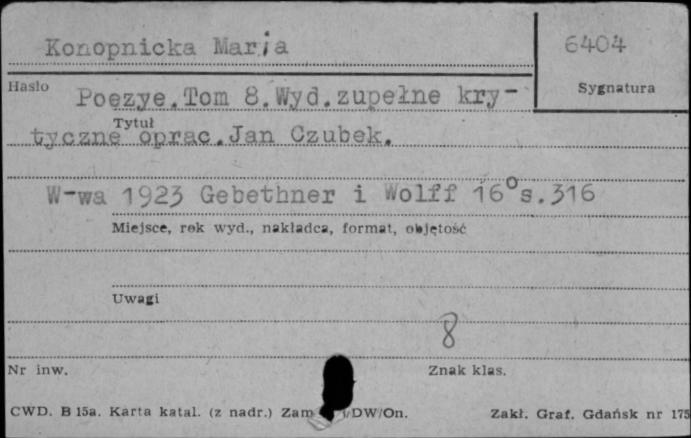 Konopnicka Maria
6404
Hasło
Sygnatura
Poezye.Tom 8.Wyd.zupełne kry-
Tytuł
tyczne oprac.Jan Czubek.
W-wa 1923 Gebethner i Wolff 16°s.316
Miejsce, rok wyd., nakładca, format, objętość
Uwagi
8
Nr inw.
Znak klas.
CWD. B 15a. Karta katal. (z nadr.) Zam /DW/On.
Zakł. Graf. Gdańsk nr 175